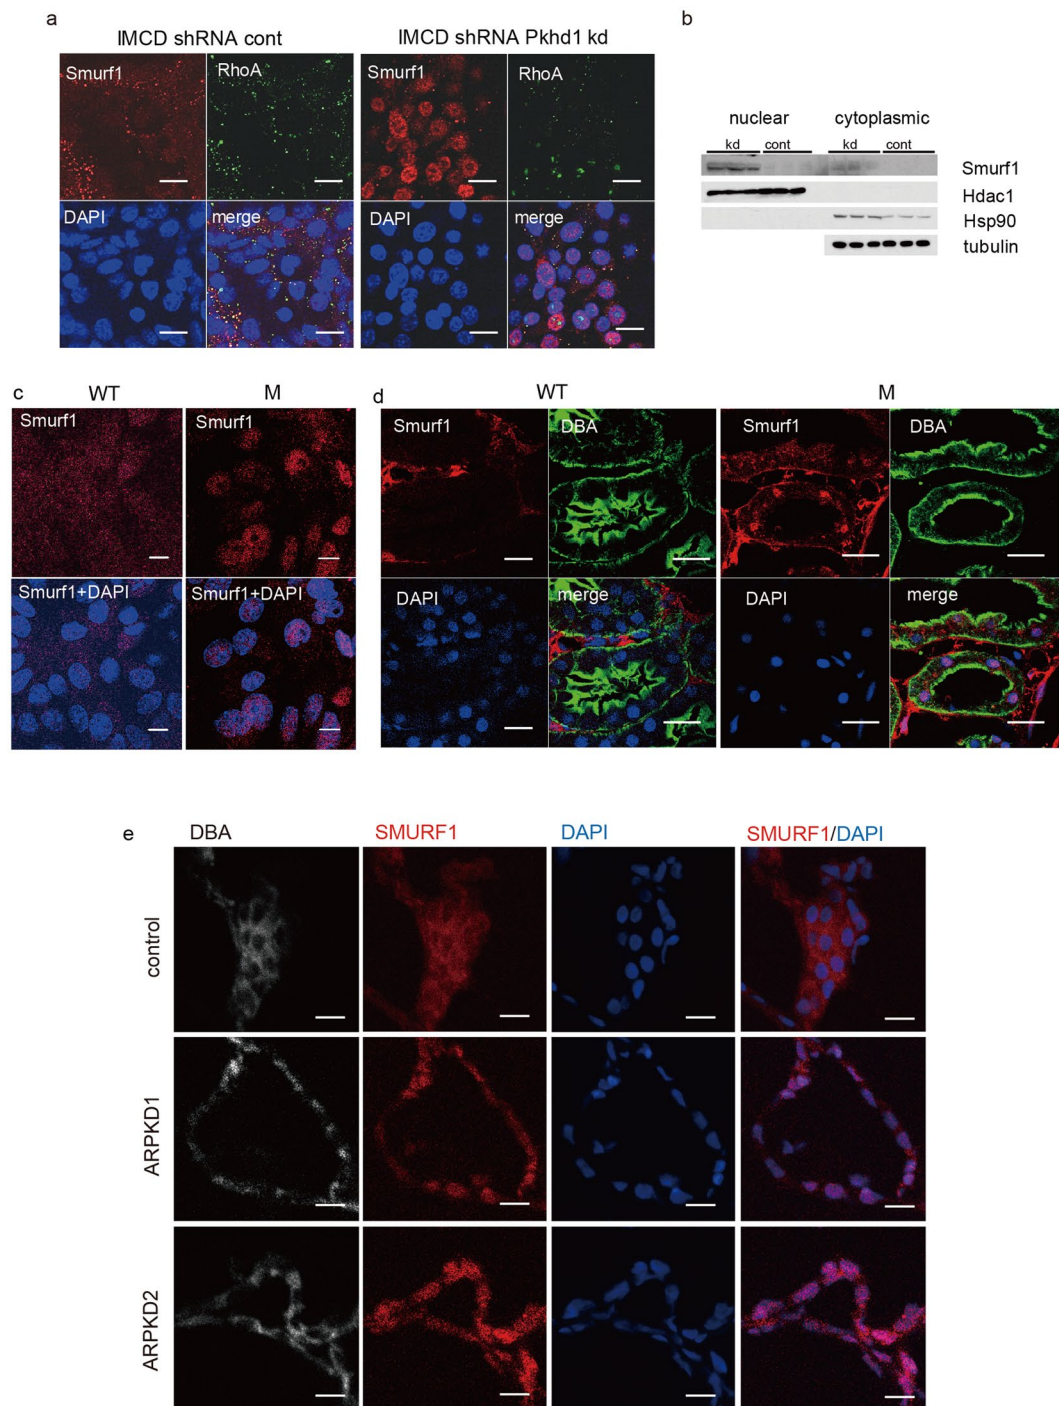 a
IMCD shRNA cont
IMCD shRNA Pkhd1 kd
Smurf1
RhoA
Smurf1
RhoA
DAPI
merge
DAPI
merge
b
nuclear
cytoplasmic
kd
cont
kd
cont
Smurf1
Hdac1
Hsp90
tubulin
c
WT
M
Smurf1
Smurf1
Smurf1+DAPI
Smurf1+DAPI
d
WT
M
Smurf1
DBA
Smurf1
DBA
DAPI
merge
DAPI
merge
e
DBA
SMURF1
DAPI
SMURF1/DAPI
control
ARPKD1
ARPKD2